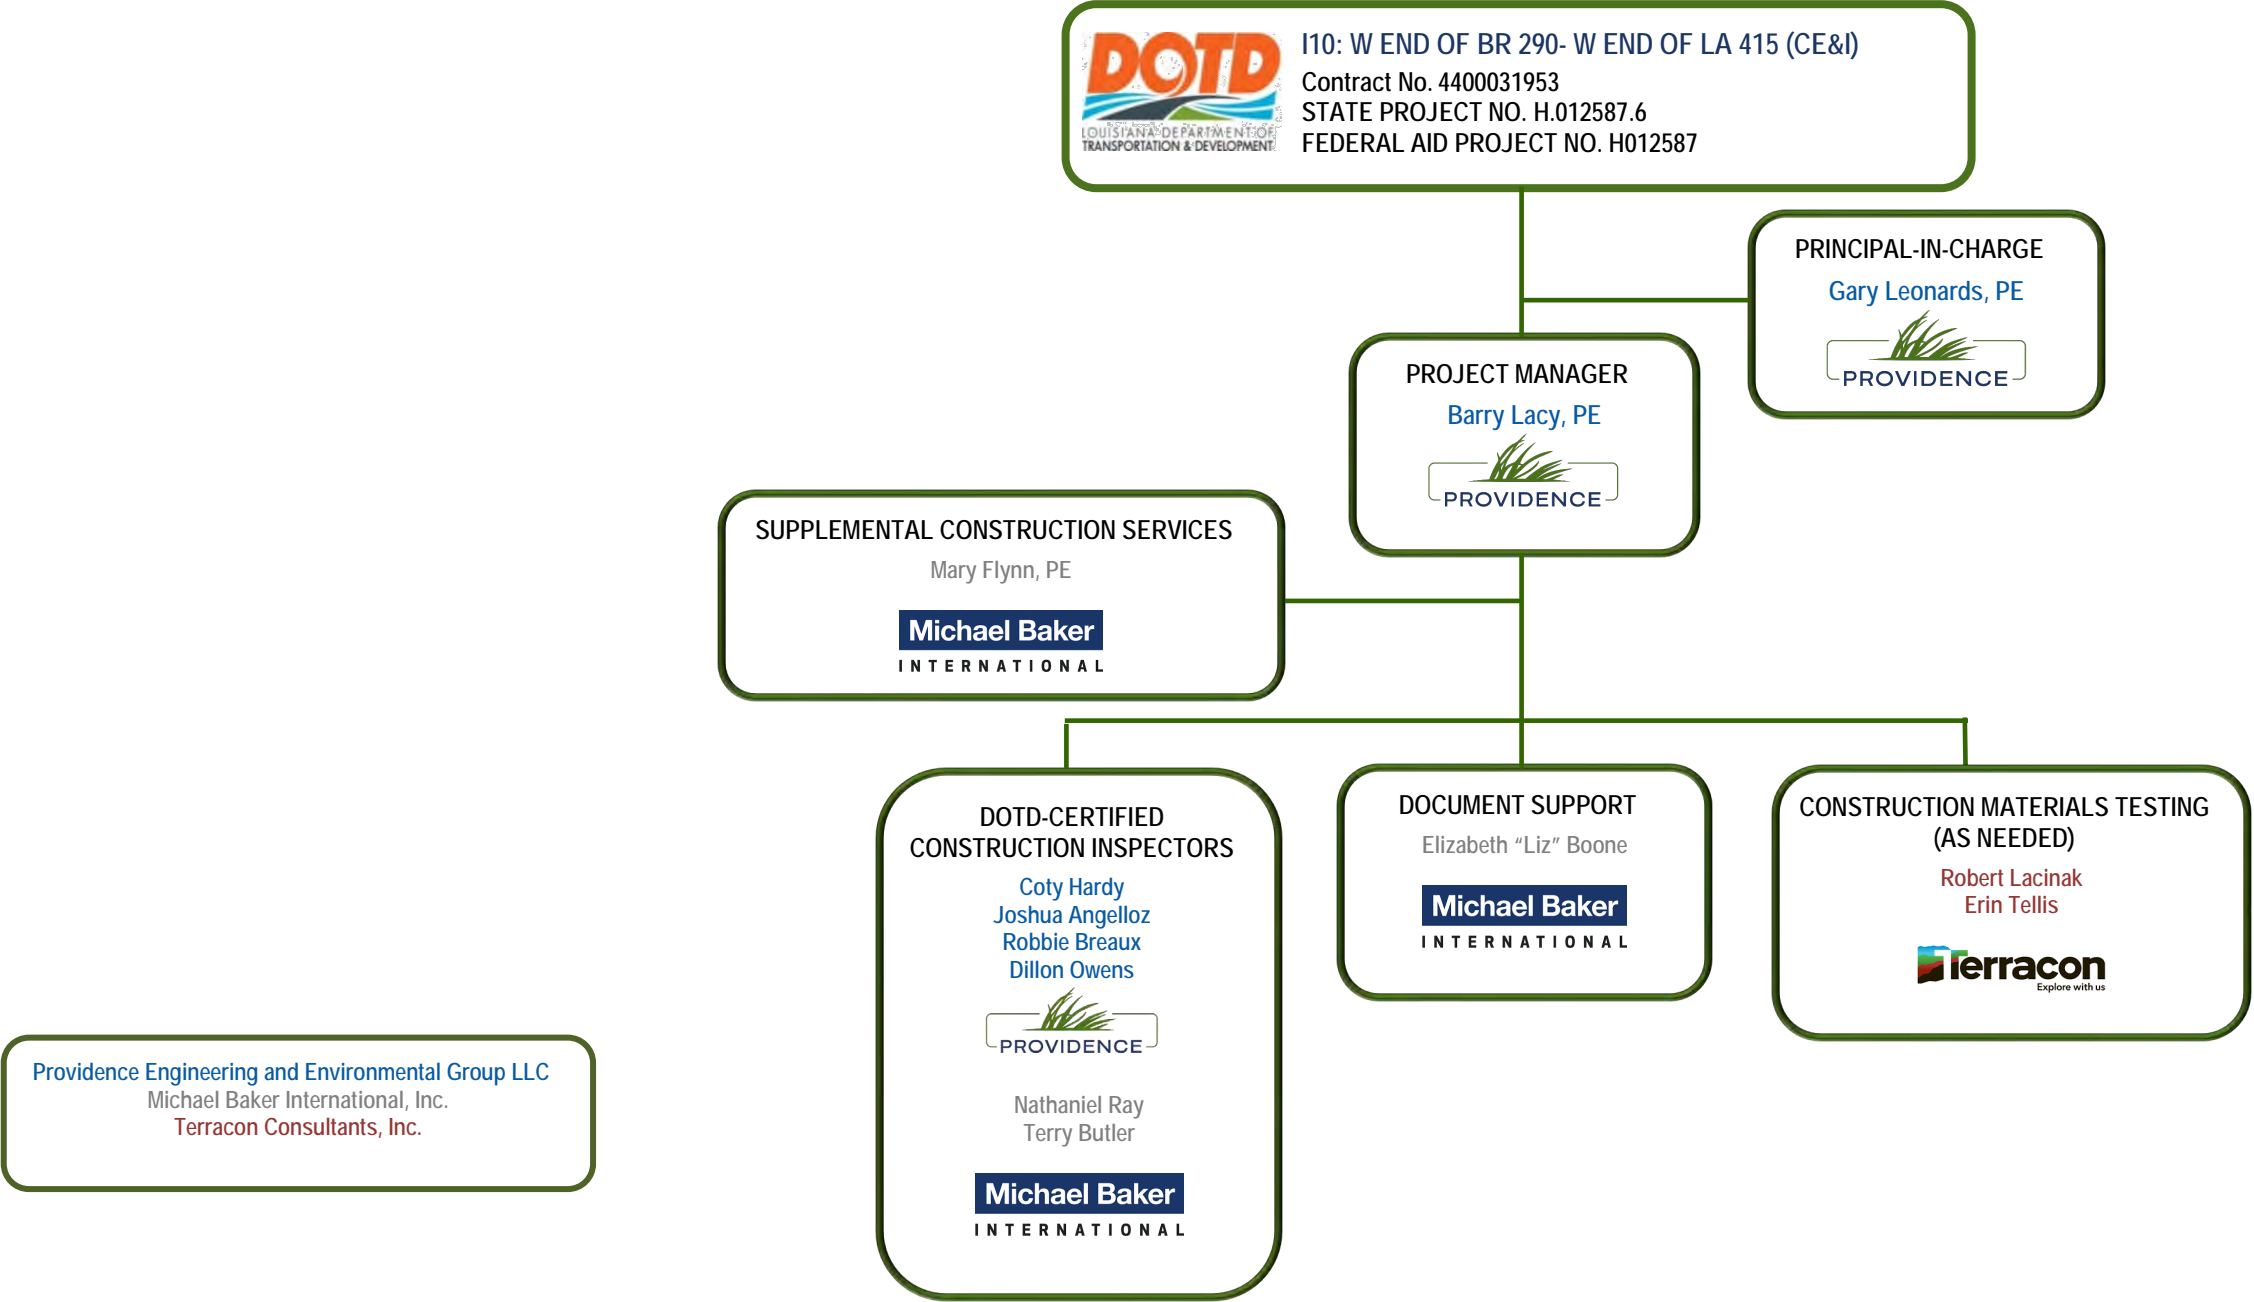 DOTD
LOUISIANA DEPARTMENT OF
TRANSPORTATION & DEVELOPMENT
I10: W END OF BR 290- W END OF LA 415 (CE&I)
Contract No. 4400031953
STATE PROJECT NO. H.012587.6
FEDERAL AID PROJECT NO. H012587
PRINCIPAL-IN-CHARGE
Gary Leonards, PE
PROVIDENCE
PROJECT MANAGER
Barry Lacy, PE
PROVIDENCE
SUPPLEMENTAL CONSTRUCTION SERVICES
Mary Flynn, PE
Michael Baker
INTERNATIONAL
DOTD-CERTIFIED
CONSTRUCTION INSPECTORS
Coty Hardy
Joshua Angelloz
Robbie Breaux
Dillon Owens
PROVIDENCE
Nathaniel Ray
Terry Butler
Michael Baker
INTERNATIONAL
DOCUMENT SUPPORT
Elizabeth “Liz” Boone
Michael Baker
INTERNATIONAL
CONSTRUCTION MATERIALS TESTING
(AS NEEDED)
Robert Lacinak
Erin Tellis
Terracon
Explore with us
Providence Engineering and Environmental Group LLC
Michael Baker International, Inc.
Terracon Consultants, Inc.